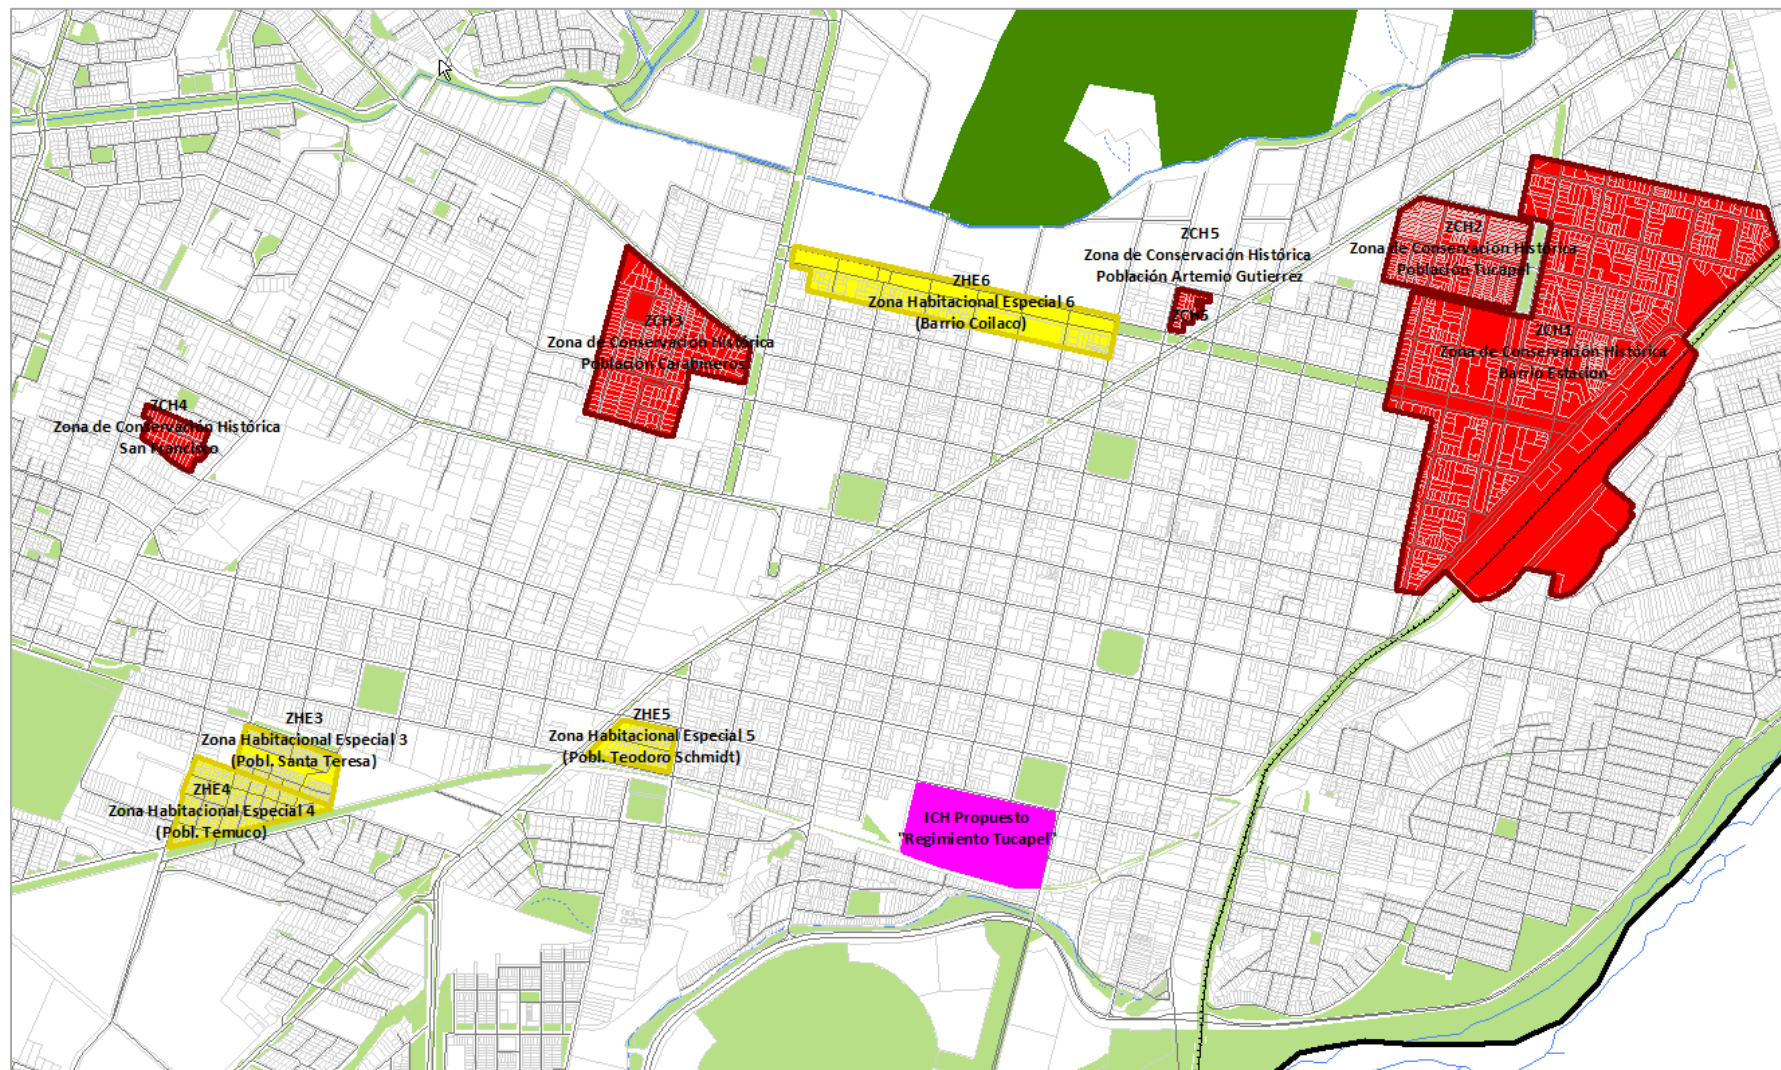 ZCH5
Zona de Conservación Histórica
Población Artemio Gutierrez
ZCH5
ZCH2
Zona de Conservación Histórica
Población Tucapel
ZHE6
Zona Habitacional Especial 6
(Barrio Coilaco)
ZCH3
Zona de Conservación Histórica
Población Carabineros
ZCH1
Zona de Conservación Histórica
Barrio Estacion
ZCH4
Zona de Conservación Histórica
San Francisco
ZHE3
Zona Habitacional Especial 3
(Pobl. Santa Teresa)
ZHE5
Zona Habitacional Especial 5
(Pobl. Teodoro Schmidt)
ZHE4
Zona Habitacional Especial 4
(Pobl. Temuco)
ICH Propuesto
"Regimiento Tucapel"